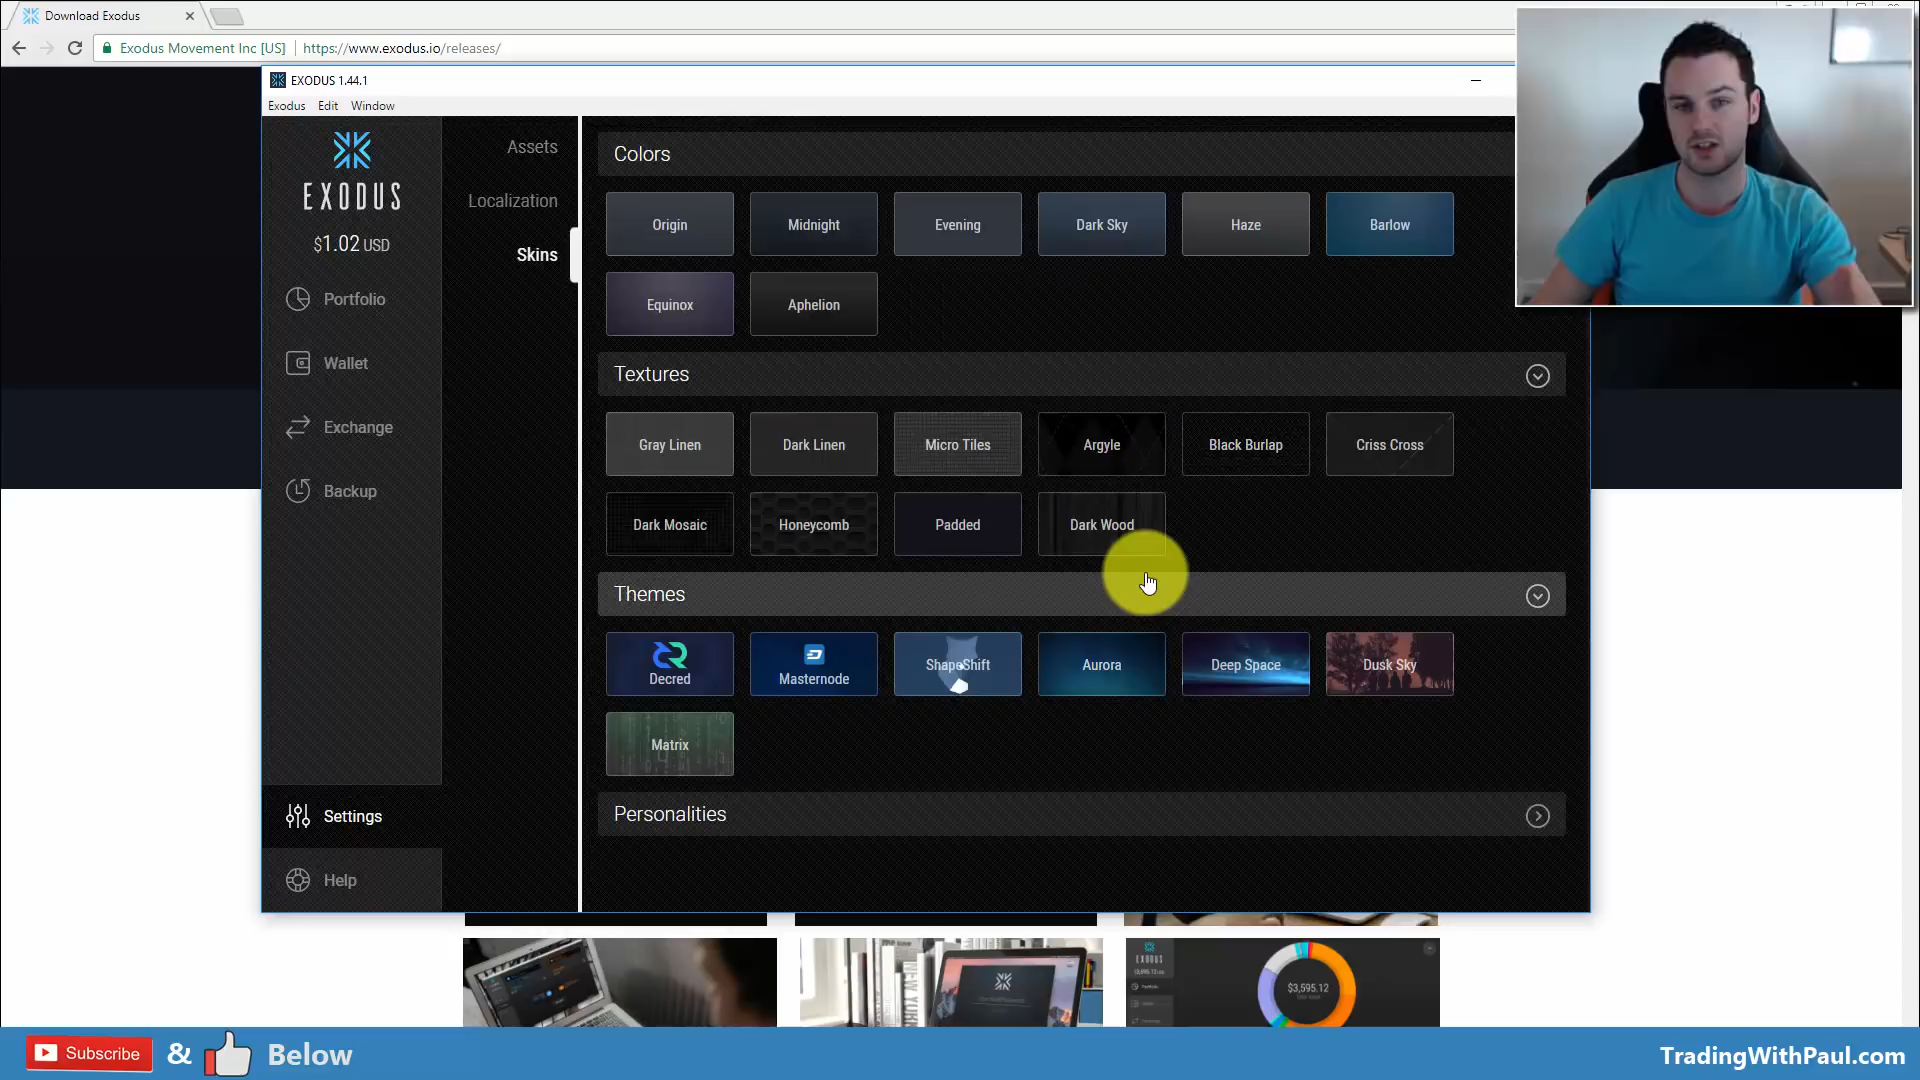 Download Exodus
Exodus Movement Inc [US]
https://www.exodus.io/releases/
EXODUS 1.44.1
Exodus Edit Window
EXODUS
$1.02 USD
Portfolio
Wallet
Exchange
Backup
Settings
Help
Assets
Localization
Skins
Colors
Origin Midnight Evening Dark Sky Haze Barlow
Equinox Aphelion
Textures
Gray Linen Dark Linen Micro Tiles Argyle Black Burlap Criss Cross
Dark Mosaic Honeycomb Padded Dark Wood
Themes
Decred Masternode ShapeShift Aurora Deep Space Dusk Sky
Matrix
Personalities
EXODUS
$3,595.12
Subscribe & Below
TradingWithPaul.com